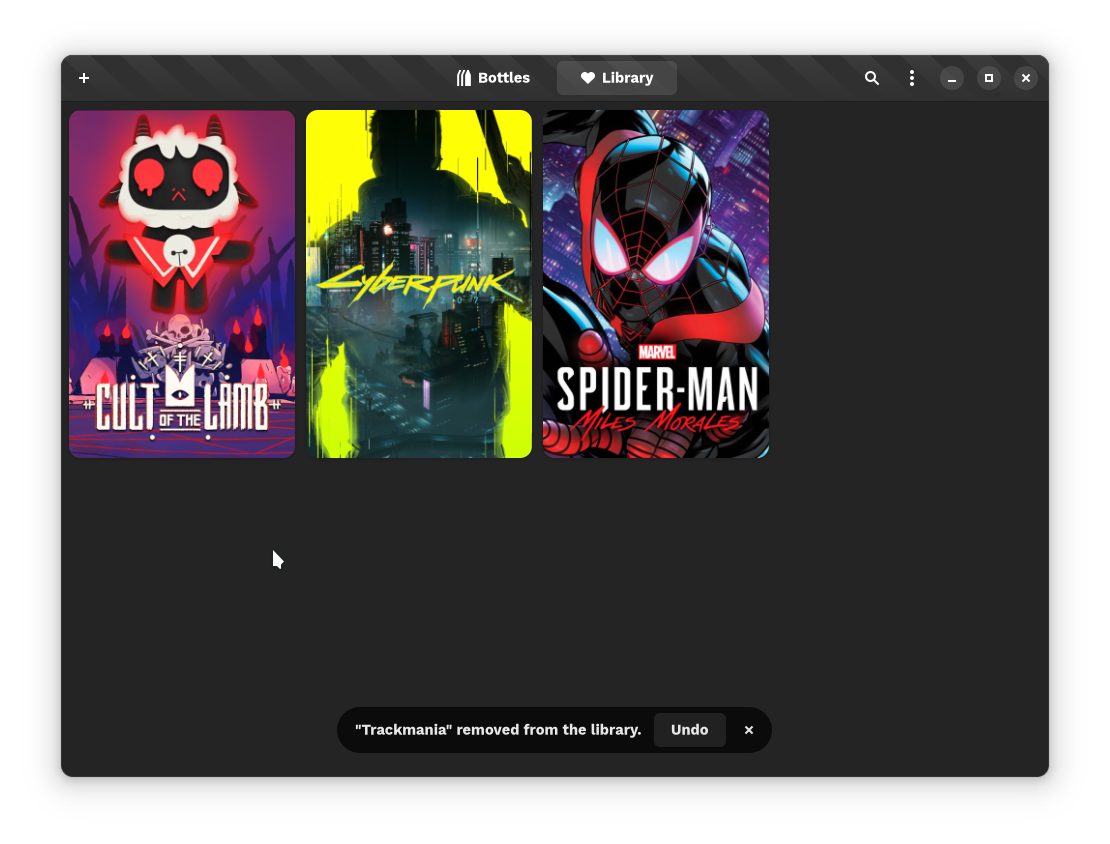 Bottles
Library
CULT OF THE LAMB
CYBERPUNK
MARVEL
SPIDER-MAN
MILES MORALES
"Trackmania" removed from the library.
Undo